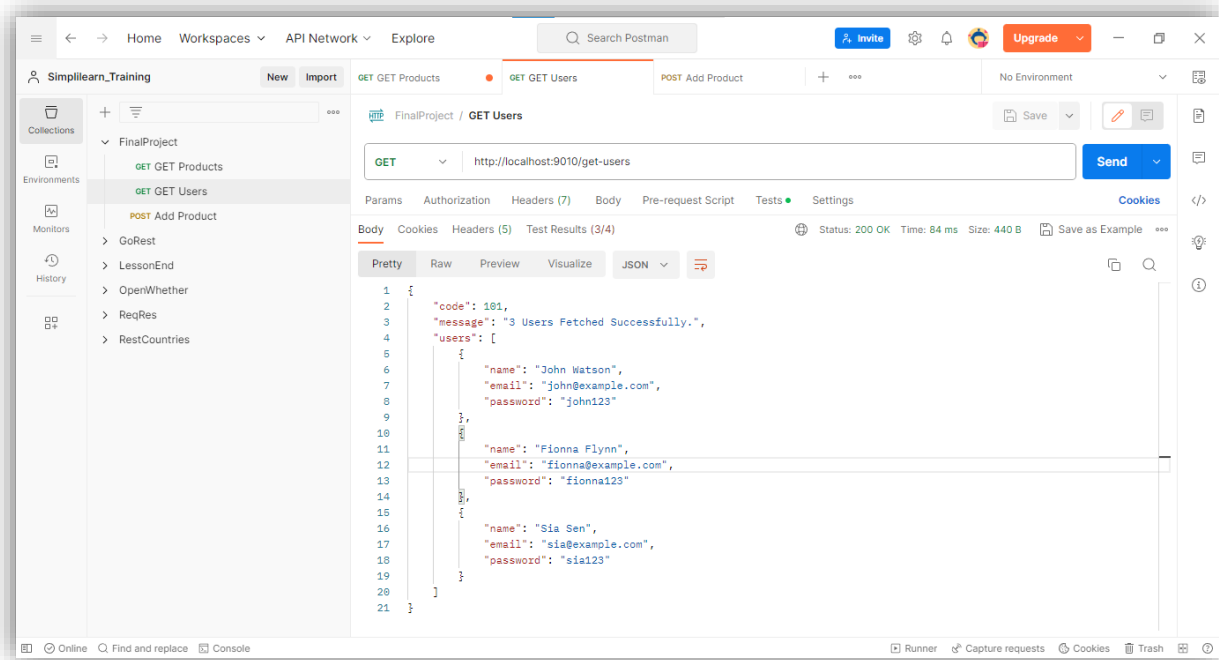 Home Workspaces API Network Explore Search Postman Invite Upgrade
Simplilearn_Training New Import GET GET Products GET GET Users POST Add Product No Environment
Collections
Environments
Monitors
History
FinalProject
GET GET Products
GET GET Users
POST Add Product
GoRest
LessonEnd
OpenWhether
ReqRes
RestCountries
HTTP FinalProject / GET Users Save
GET http://localhost:9010/get-users Send
Params Authorization Headers (7) Body Pre-request Script Tests Settings Cookies
Body Cookies Headers (5) Test Results (3/4) Status: 200 OK Time: 84 ms Size: 440 B Save as Example
Pretty Raw Preview Visualize JSON
1 {
2 "code": 101,
3 "message": "3 Users Fetched Successfully.",
4 "users": [
5 {
6 "name": "John Watson",
7 "email": "john@example.com",
8 "password": "john123"
9 },
10 {
11 "name": "Fionna Flynn",
12 "email": "fionna@example.com",
13 "password": "fionna123"
14 },
15 {
16 "name": "Sia Sen",
17 "email": "sia@example.com",
18 "password": "sia123"
19 }
20 ]
21 }
Online Find and replace Console Runner Capture requests Cookies Trash